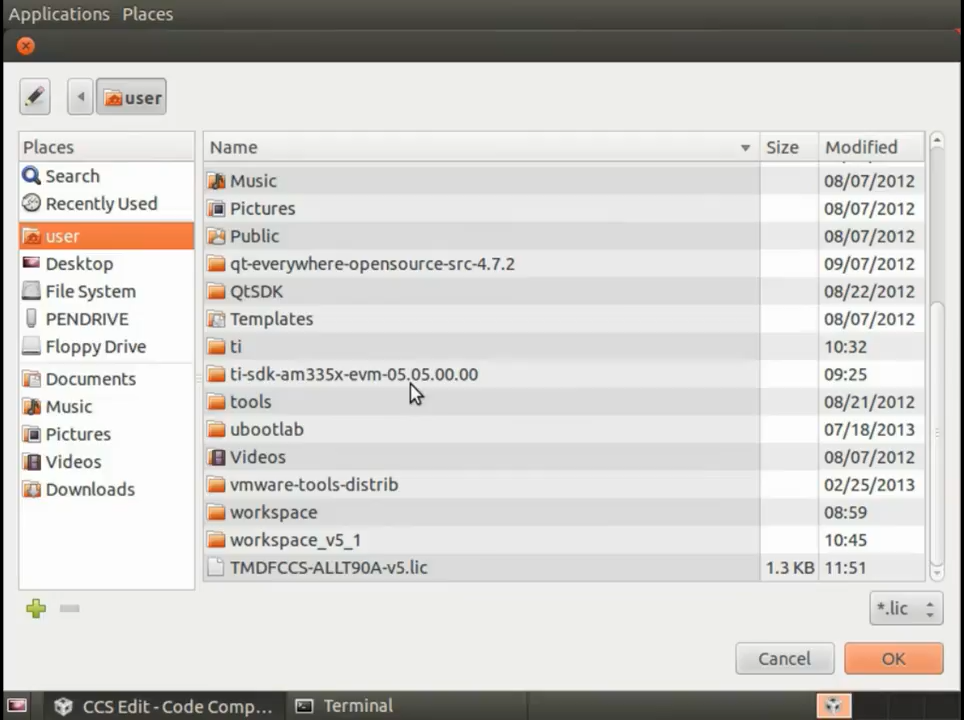 Applications Places
user
Places
Name Size Modified
Search
Recently Used
user
Desktop
File System
PENDRIVE
Floppy Drive
Documents
Music
Pictures
Videos
Downloads
Music 08/07/2012
Pictures 08/07/2012
Public 08/07/2012
qt-everywhere-opensource-src-4.7.2 09/07/2012
QtSDK 08/22/2012
Templates 08/07/2012
ti 10:32
ti-sdk-am335x-evm-05.05.00.00 09:25
tools 08/21/2012
ubootlab 07/18/2013
Videos 08/07/2012
vmware-tools-distrib 02/25/2013
workspace 08:59
workspace_v5_1 10:45
TMDFCCS-ALLT90A-v5.lic 1.3 KB 11:51
*.lic
Cancel OK
CCS Edit - Code Comp... Terminal